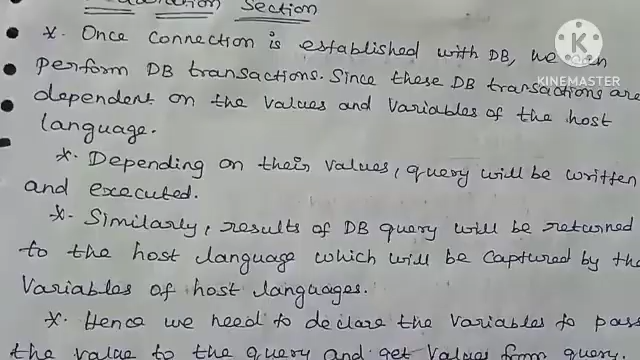 Section
* Once connection is established with DB, we can
perform DB transactions. Since these DB transactions are
dependent on the values and variables of the host
language.
* Depending on their values, query will be written
and executed.
* Similarly, results of DB query will be returned
to the host language which will be captured by the
variables of host languages.
* Hence we need to declare the variables to pass
the value to the query and get values from query.
KINEMASTER